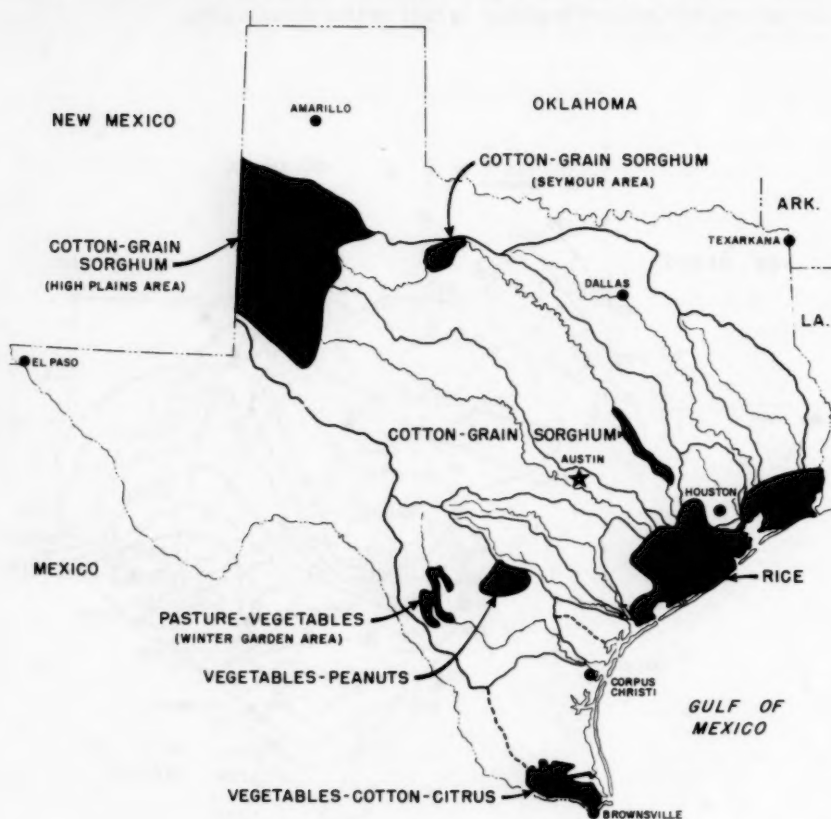 NEW MEXICO
AMARILLO
OKLAHOMA
COTTON-GRAIN SORGHUM
(SEYMOUR AREA)
ARK.
TEXARKANA
COTTON-GRAIN
SORGHUM
(HIGH PLAINS AREA)
DALLAS
LA.
EL PASO
COTTON-GRAIN SORGHUM
AUSTIN
HOUSTON
MEXICO
RICE
PASTURE-VEGETABLES
(WINTER GARDEN AREA)
VEGETABLES-PEANUTS
CORPUS
CHRISTI
GULF OF
MEXICO
VEGETABLES-COTTON-CITRUS
BROWNSVILLE